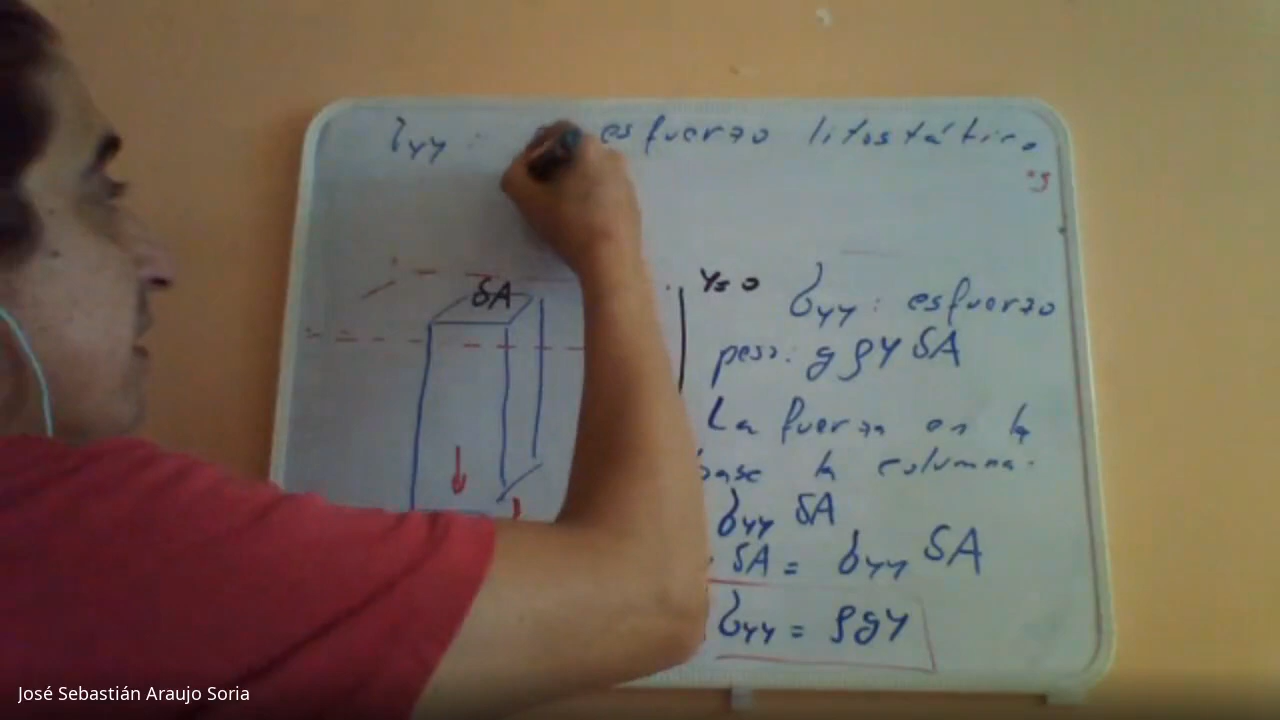 σyy : esfuerzo litostático
δA
y=0
σyy : esfuerzo
peso: gρyδA
La fuerza en la
base la columna.
σyy δA
δA = σyy δA
σyy = ρgy
José Sebastián Araujo Soria